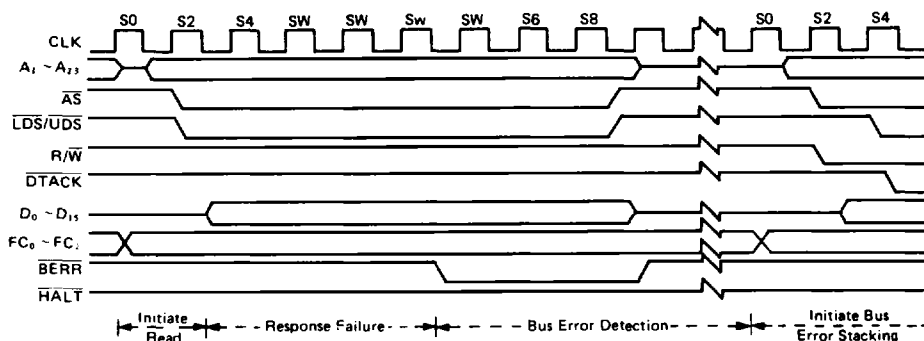 S0 S2 S4 SW SW Sw SW S6 S8 S0 S2 S4
CLK
A₁ ~ A₂₃
AS
LDS/UDS
R/W
DTACK
D₀ ~ D₁₅
FC₀ ~ FC₂
BERR
HALT
Initiate Read
Response Failure
Bus Error Detection
Initiate Bus Error Stacking